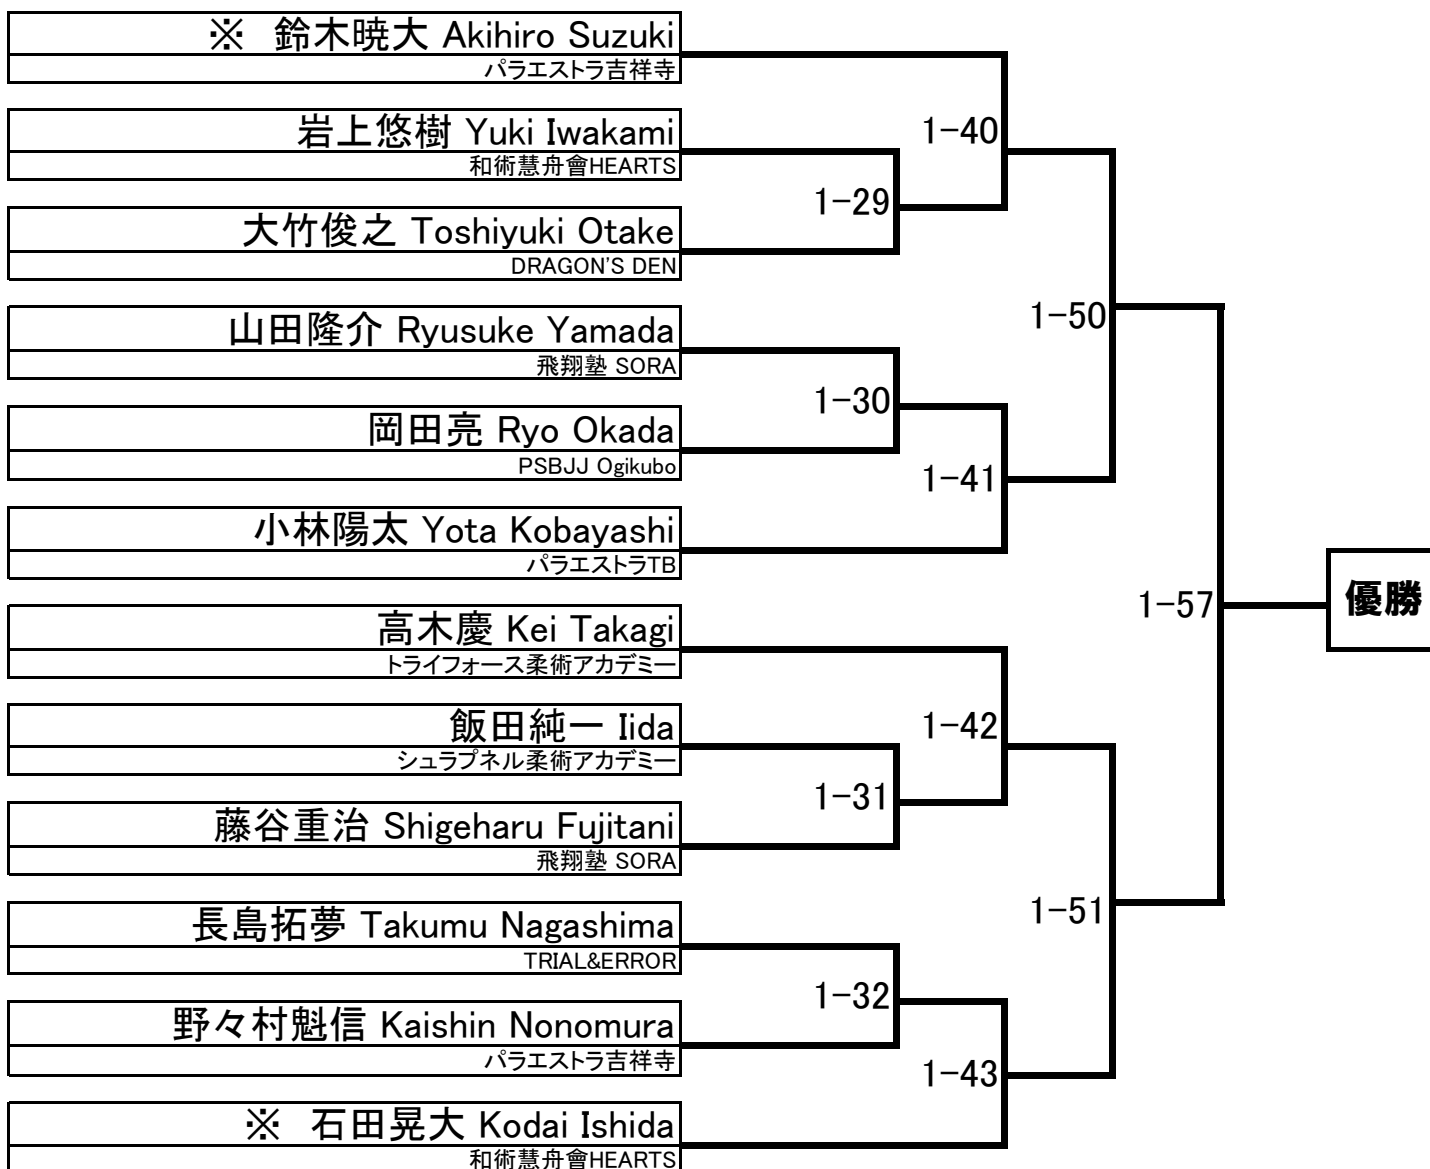 ※ 鈴木暁大 Akihiro Suzuki
パラエストラ吉祥寺
岩上悠樹 Yuki Iwakami
和術慧舟會HEARTS
大竹俊之 Toshiyuki Otake
DRAGON'S DEN
山田隆介 Ryusuke Yamada
飛翔塾 SORA
岡田亮 Ryo Okada
PSBJJ Ogikubo
小林陽太 Yota Kobayashi
パラエストラTB
高木慶 Kei Takagi
トライフォース柔術アカデミー
飯田純一 Iida
シュラプネル柔術アカデミー
藤谷重治 Shigeharu Fujitani
飛翔塾 SORA
長島拓夢 Takumu Nagashima
TRIAL&ERROR
野々村魁信 Kaishin Nonomura
パラエストラ吉祥寺
※ 石田晃大 Kodai Ishida
和術慧舟會HEARTS
1-29
1-30
1-31
1-32
1-40
1-41
1-42
1-43
1-50
1-51
1-57
優勝